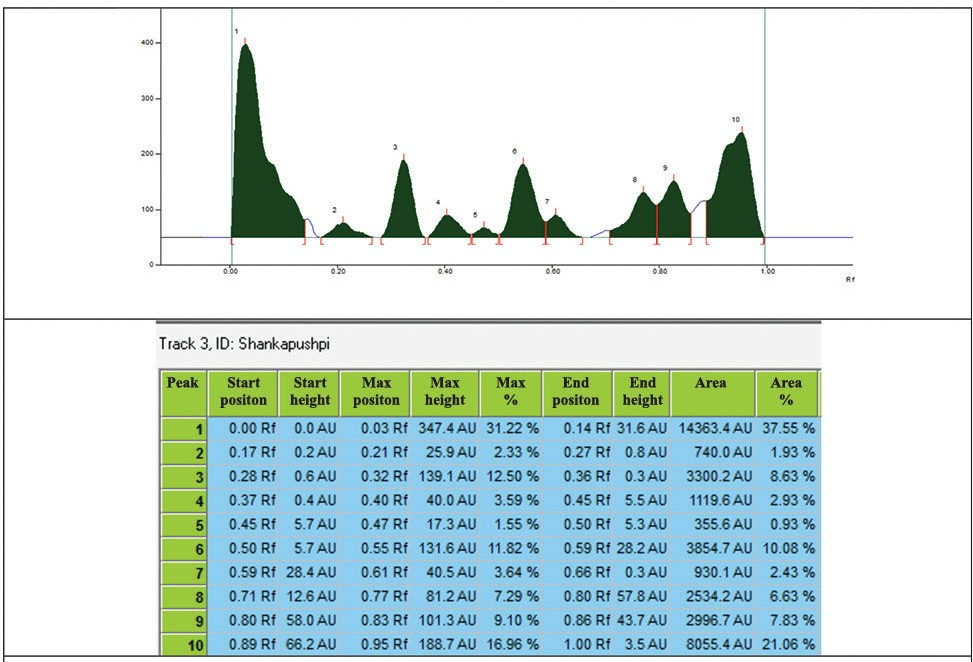 1
400
300
10
3
200
6
9
8
4
7
2
5
100
0
0.00 0.20 0.40 0.60 0.80 1.00
Rf
Track 3, ID: Shankapushpi
Peak Start positon Start height Max positon Max height Max % End positon End height Area Area %
1 0.00 Rf 0.0 AU 0.03 Rf 347.4 AU 31.22 % 0.14 Rf 31.6 AU 14363.4 AU 37.55 %
2 0.17 Rf 0.2 AU 0.21 Rf 25.9 AU 2.33 % 0.27 Rf 0.8 AU 740.0 AU 1.93 %
3 0.28 Rf 0.6 AU 0.32 Rf 139.1 AU 12.50 % 0.36 Rf 0.3 AU 3300.2 AU 8.63 %
4 0.37 Rf 0.4 AU 0.40 Rf 40.0 AU 3.59 % 0.45 Rf 5.5 AU 1119.6 AU 2.93 %
5 0.45 Rf 5.7 AU 0.47 Rf 17.3 AU 1.55 % 0.50 Rf 5.3 AU 355.6 AU 0.93 %
6 0.50 Rf 5.7 AU 0.55 Rf 131.6 AU 11.82 % 0.59 Rf 28.2 AU 3854.7 AU 10.08 %
7 0.59 Rf 28.4 AU 0.61 Rf 40.5 AU 3.64 % 0.66 Rf 0.3 AU 930.1 AU 2.43 %
8 0.71 Rf 12.6 AU 0.77 Rf 81.2 AU 7.29 % 0.80 Rf 57.8 AU 2534.2 AU 6.63 %
9 0.80 Rf 58.0 AU 0.83 Rf 101.3 AU 9.10 % 0.86 Rf 43.7 AU 2996.7 AU 7.83 %
10 0.89 Rf 66.2 AU 0.95 Rf 188.7 AU 16.96 % 1.00 Rf 3.5 AU 8055.4 AU 21.06 %